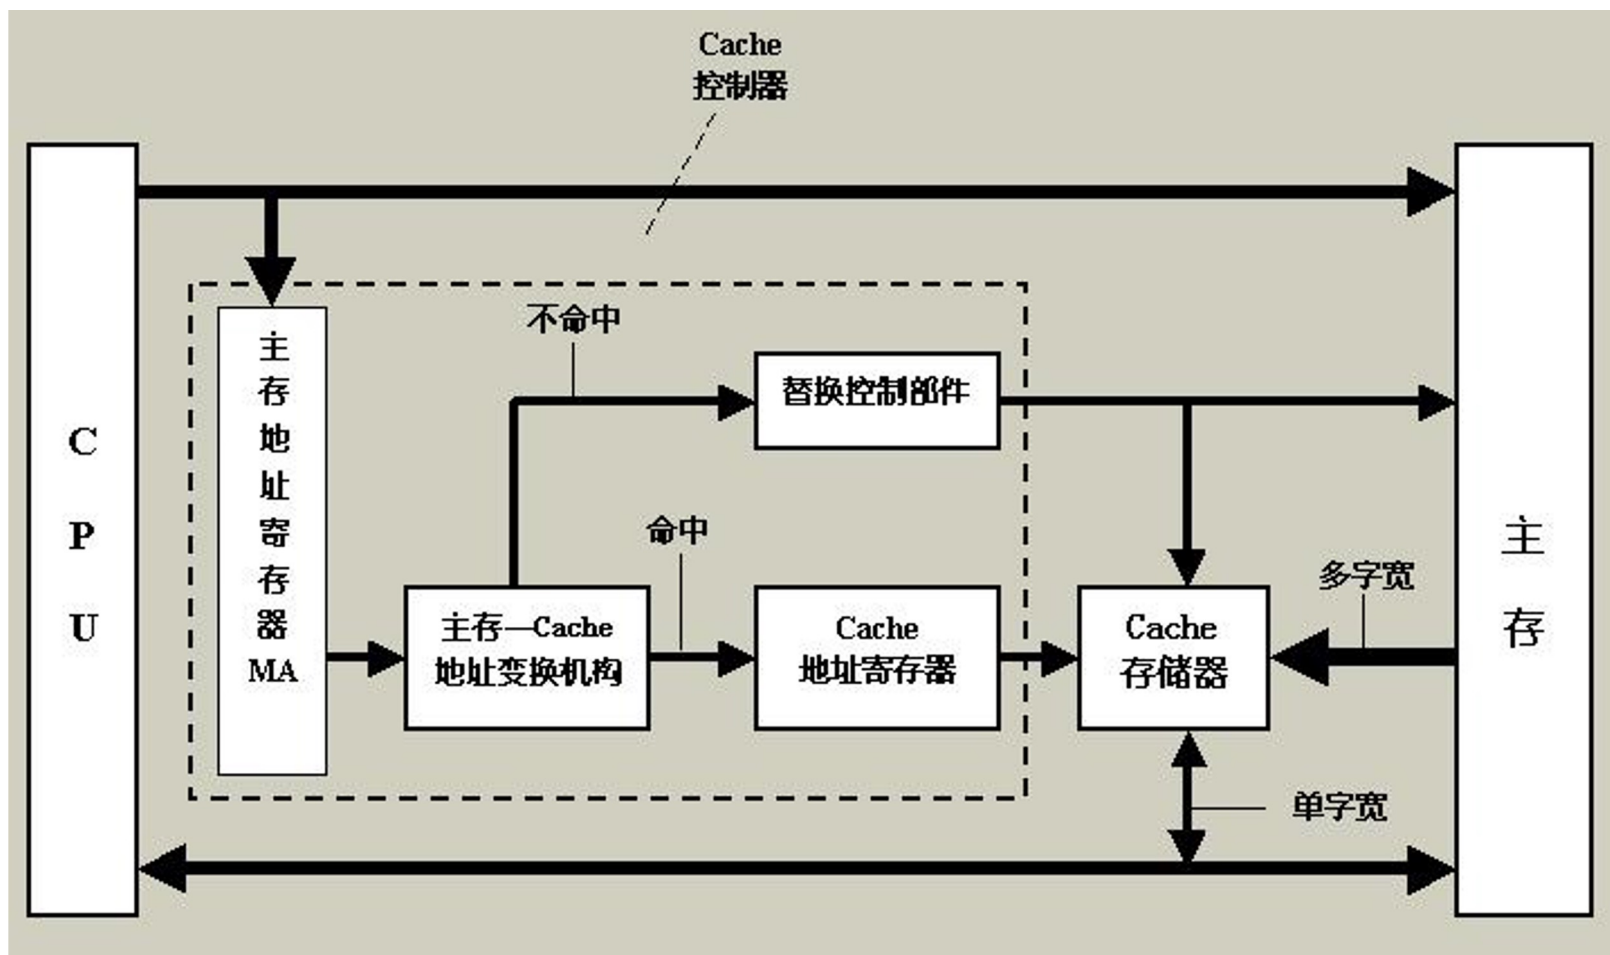 Cache
控制器
CPU
主存地址寄存器
MA
不命中
替换控制部件
命中
主存—Cache
地址变换机构
Cache
地址寄存器
Cache
存储器
多字宽
单字宽
主存